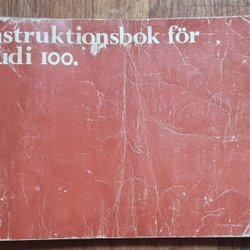 nstruktionsbok för
udi 100.